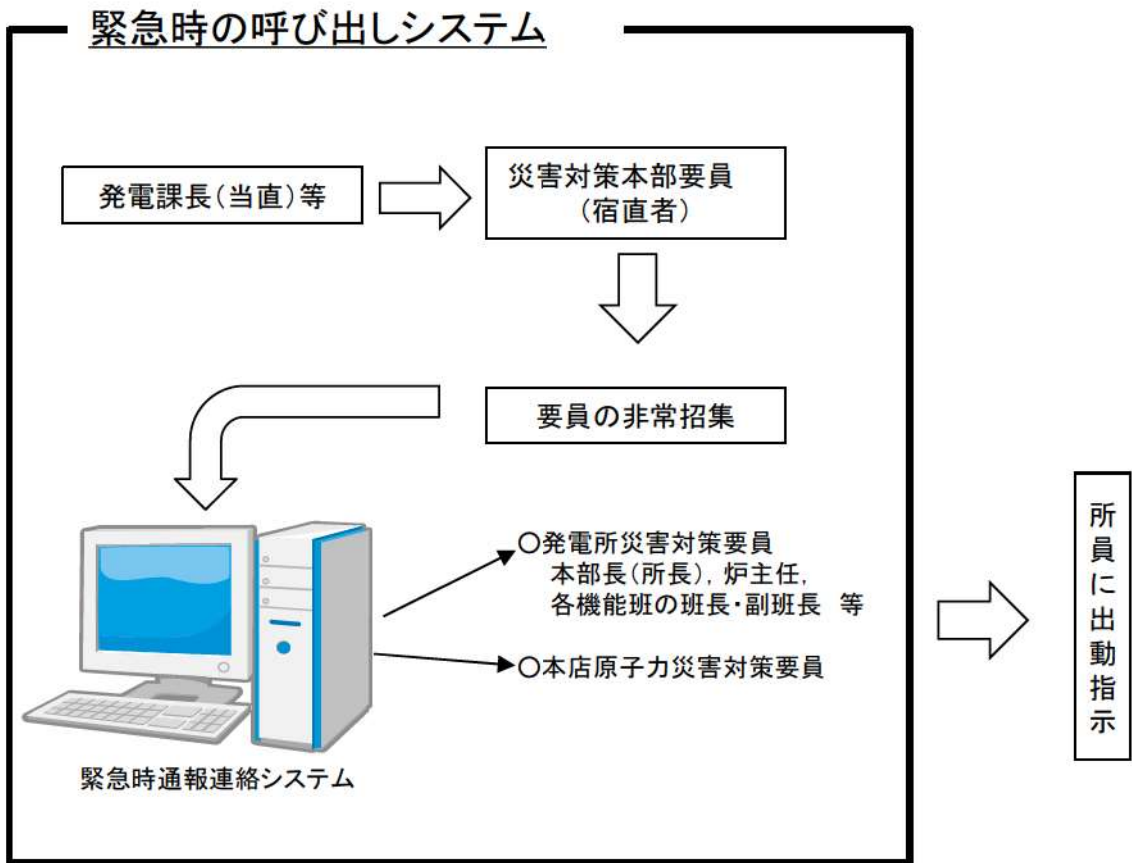 緊急時の呼び出しシステム
発電課長(当直)等
災害対策本部要員
(宿直者)
要員の非常招集
○発電所災害対策要員
本部長(所長),炉主任,
各機能班の班長・副班長 等
○本店原子力災害対策要員
緊急時通報連絡システム
所員に出動指示